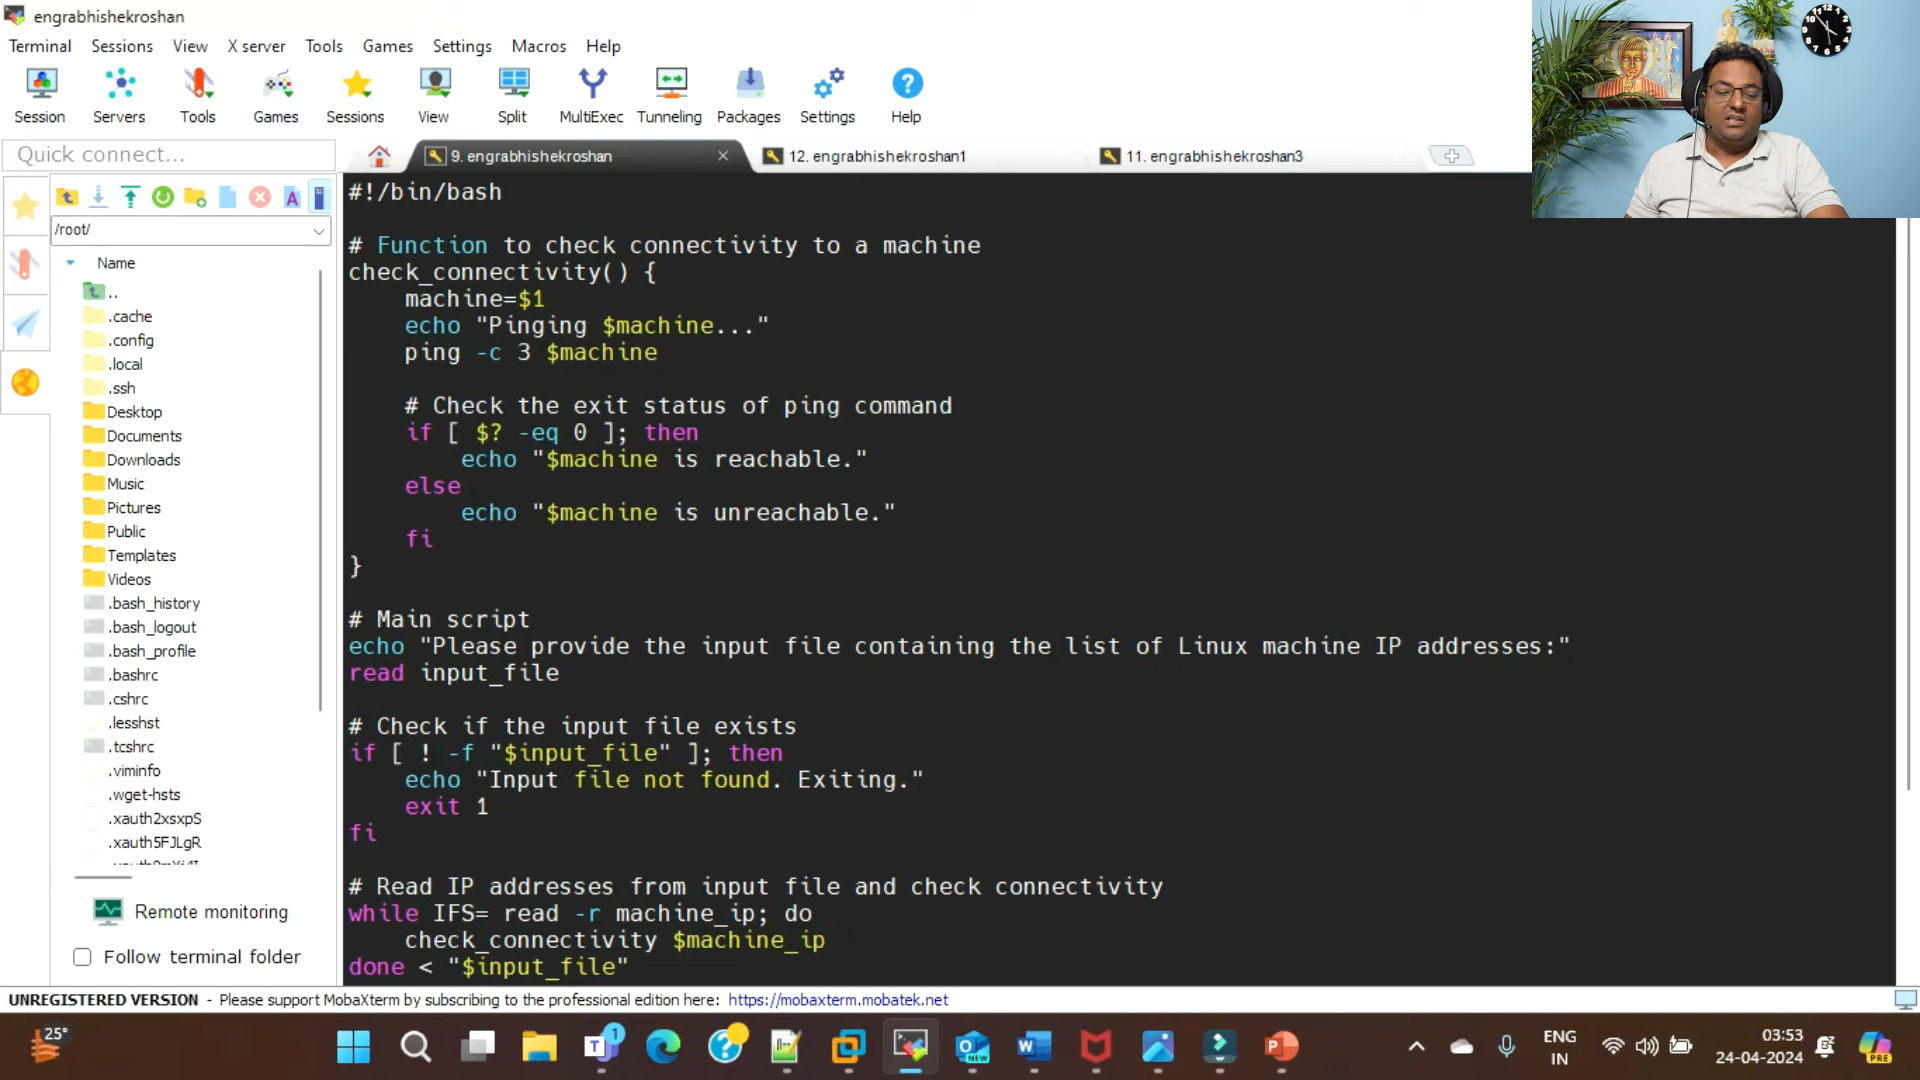 engrabhishekroshan
Terminal Sessions View X server Tools Games Settings Macros Help
Session Servers Tools Games Sessions View Split MultiExec Tunneling Packages Settings Help
Quick connect...
9. engrabhishekroshan
12. engrabhishekroshan1
11. engrabhishekroshan3
/root/
Name
..
.cache
.config
.local
.ssh
Desktop
Documents
Downloads
Music
Pictures
Public
Templates
Videos
.bash_history
.bash_logout
.bash_profile
.bashrc
.cshrc
.lesshst
.tcshrc
.viminfo
.wget-hsts
.xauth2xsxpS
.xauth5FJLgR
Remote monitoring
Follow terminal folder
#!/bin/bash
# Function to check connectivity to a machine
check_connectivity() {
    machine=$1
    echo "Pinging $machine..."
    ping -c 3 $machine
    # Check the exit status of ping command
    if [ $? -eq 0 ]; then
        echo "$machine is reachable."
    else
        echo "$machine is unreachable."
    fi
}
# Main script
echo "Please provide the input file containing the list of Linux machine IP addresses:"
read input_file
# Check if the input file exists
if [ ! -f "$input_file" ]; then
    echo "Input file not found. Exiting."
    exit 1
fi
# Read IP addresses from input file and check connectivity
while IFS= read -r machine_ip; do
    check_connectivity $machine_ip
done < "$input_file"
UNREGISTERED VERSION - Please support MobaXterm by subscribing to the professional edition here: https://mobaxterm.mobatek.net
25°
1
NEW
ENG
IN
03:53
24-04-2024
PRE